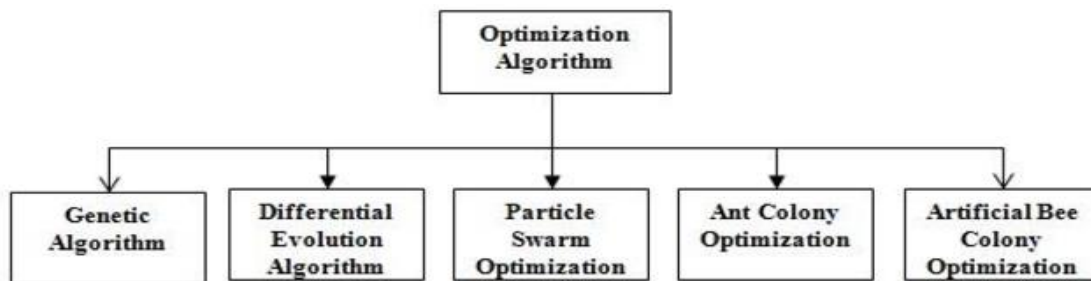 Optimization
Algorithm
Genetic
Algorithm
Differential
Evolution
Algorithm
Particle
Swarm
Optimization
Ant Colony
Optimization
Artificial Bee
Colony
Optimization